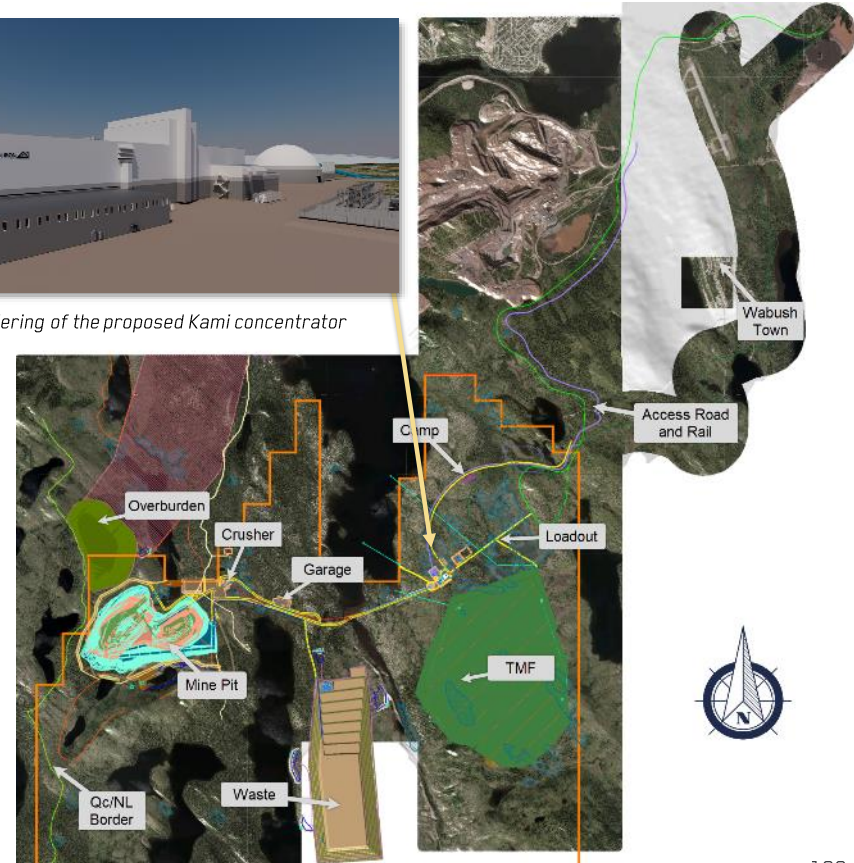 ering of the proposed Kami concentrator
Wabush
Town
Access Road
and Rail
Camp
Overburden
Crusher
Loadout
Garage
TMF
Mine Pit
N
Waste
Qc/NL
Border